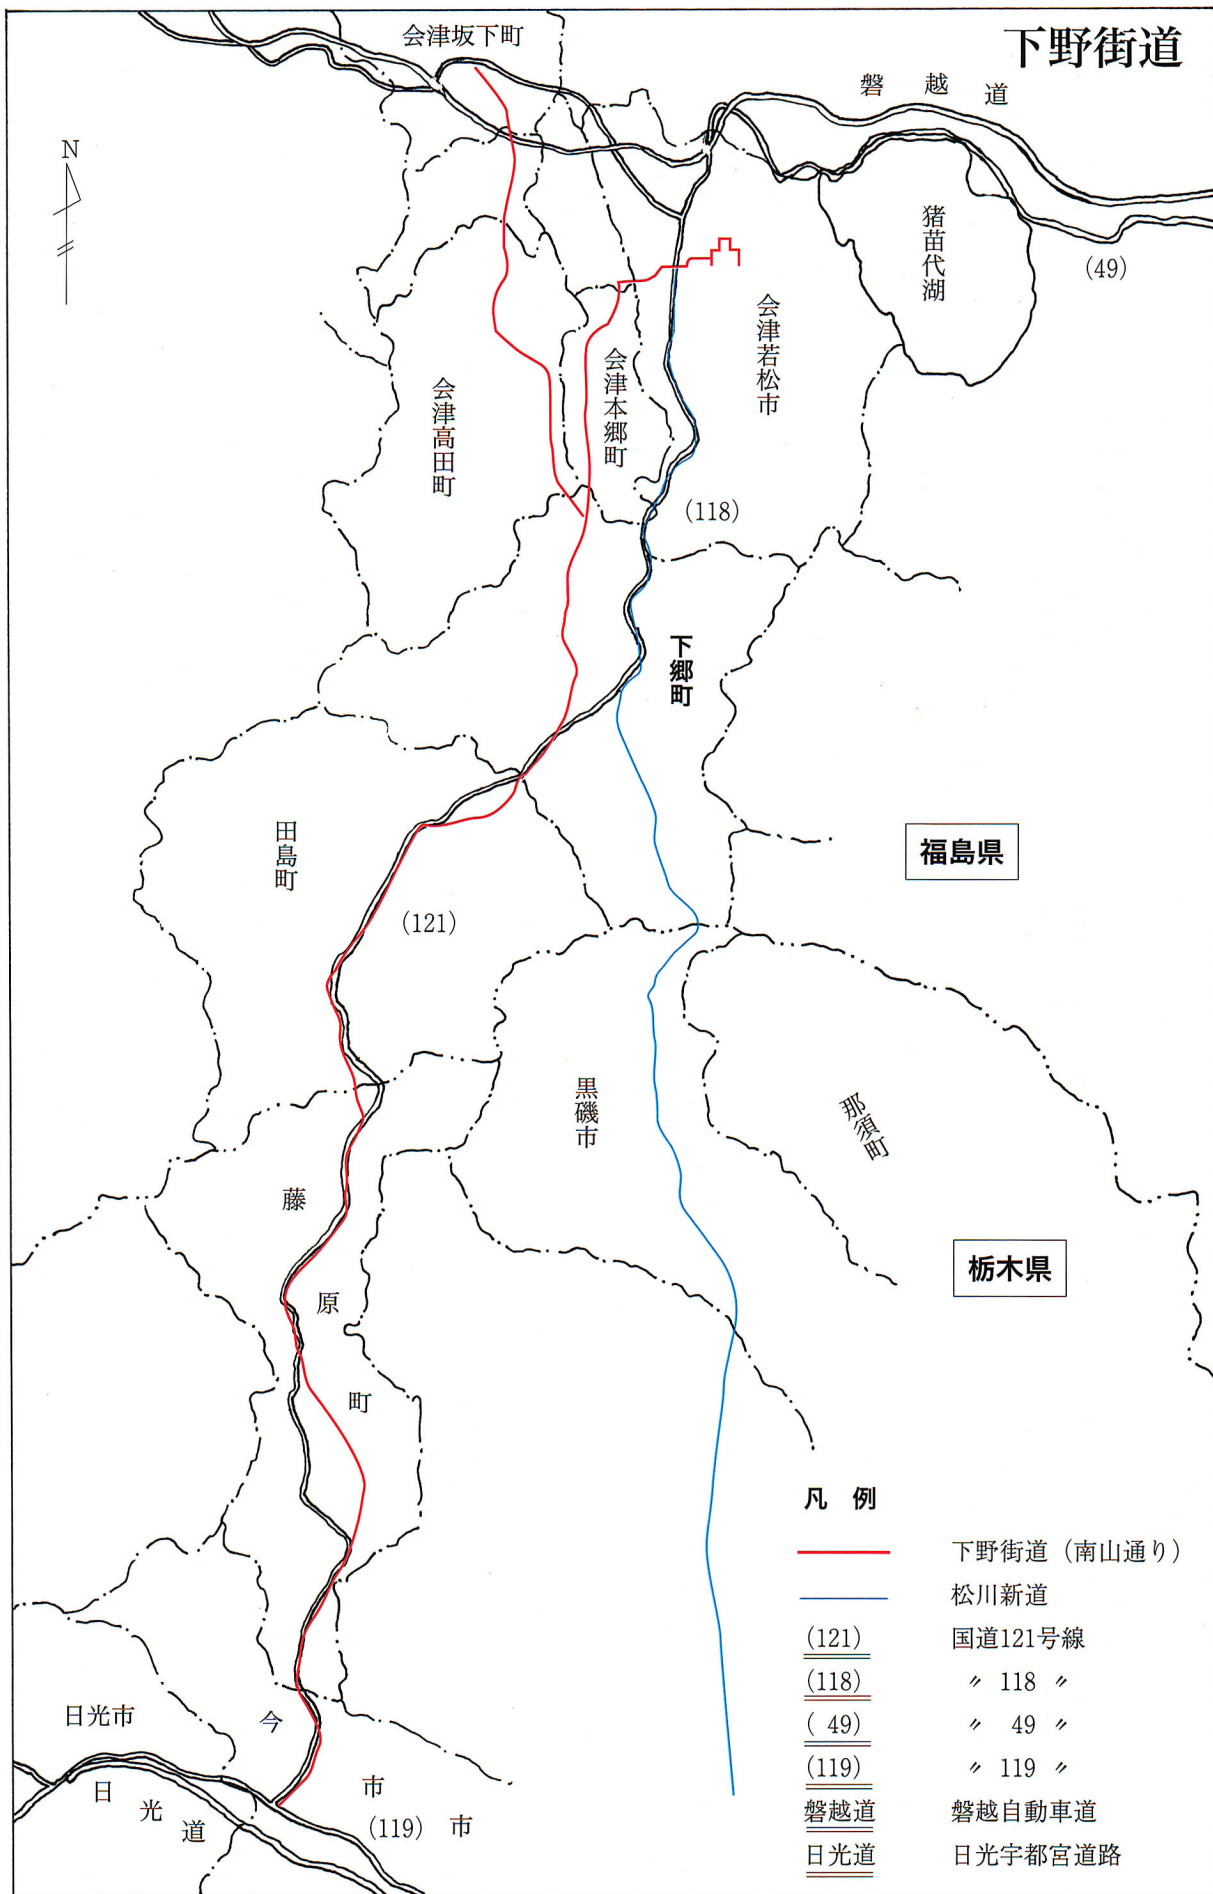 下野街道
会津坂下町
磐越道
N
猪苗代湖
(49)
会津若松市
会津本郷町
会津高田町
(118)
下郷町
田島町
福島県
(121)
黒磯市
那須町
藤原町
栃木県
日光市
今市市
日光道
(119)
凡 例
下野街道（南山通り）
松川新道
(121) 国道121号線
(118) 〃 118 〃
( 49) 〃 49 〃
(119) 〃 119 〃
磐越道 磐越自動車道
日光道 日光宇都宮道路